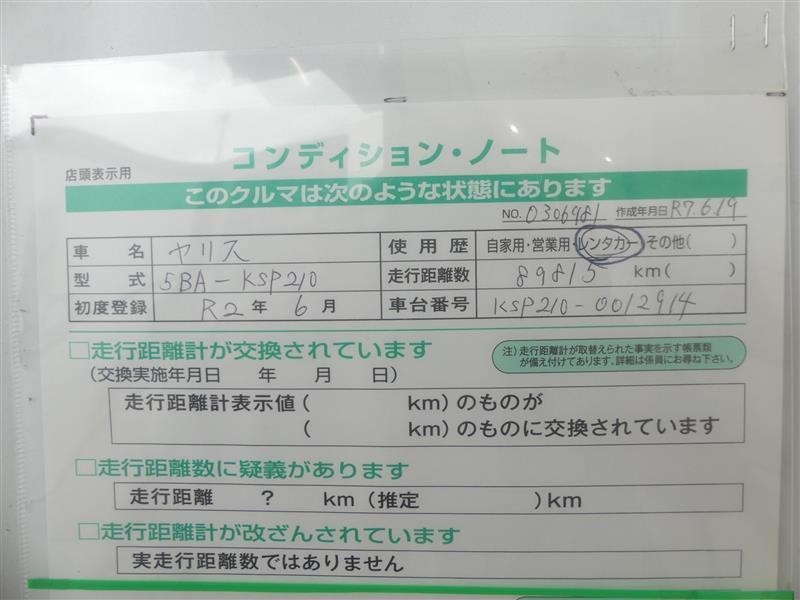 店頭表示用
コンディション・ノート
このクルマは次のような状態にあります
NO. 0306981 作成年月日 R7.6.19
車名 ヤリス 使用歴 自家用・営業用・レンタカー・その他( )
型式 5BA-KSP210 走行距離数 89815 km( )
初度登録 R2年 6月 車台番号 KSP210-0012914
□走行距離計が交換されています
注)走行距離計が取替えられた事実を示す帳票類
が備え付けてあります。詳細は係員にお尋ね下さい。
(交換実施年月日 年 月 日)
走行距離計表示値( km)のものが
( km)のものに交換されています
□走行距離数に疑義があります
走行距離 ? km(推定 )km
□走行距離計が改ざんされています
実走行距離数ではありません